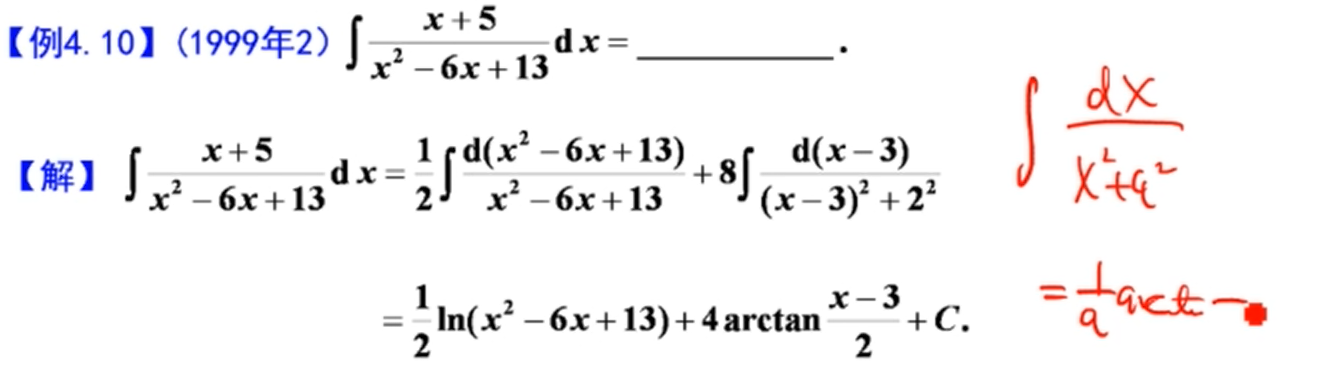 【例4.10】(1999年2) ∫ (x+5)/(x² − 6x + 13) dx = __________.
【解】 ∫ (x+5)/(x² − 6x + 13) dx = 1/2 ∫ d(x² − 6x + 13)/(x² − 6x + 13) + 8∫ d(x − 3)/((x − 3)² + 2²)
= 1/2 ln(x² − 6x + 13) + 4 arctan (x − 3)/2 + C.
∫ dx/(x² + a²)
= 1/a arct